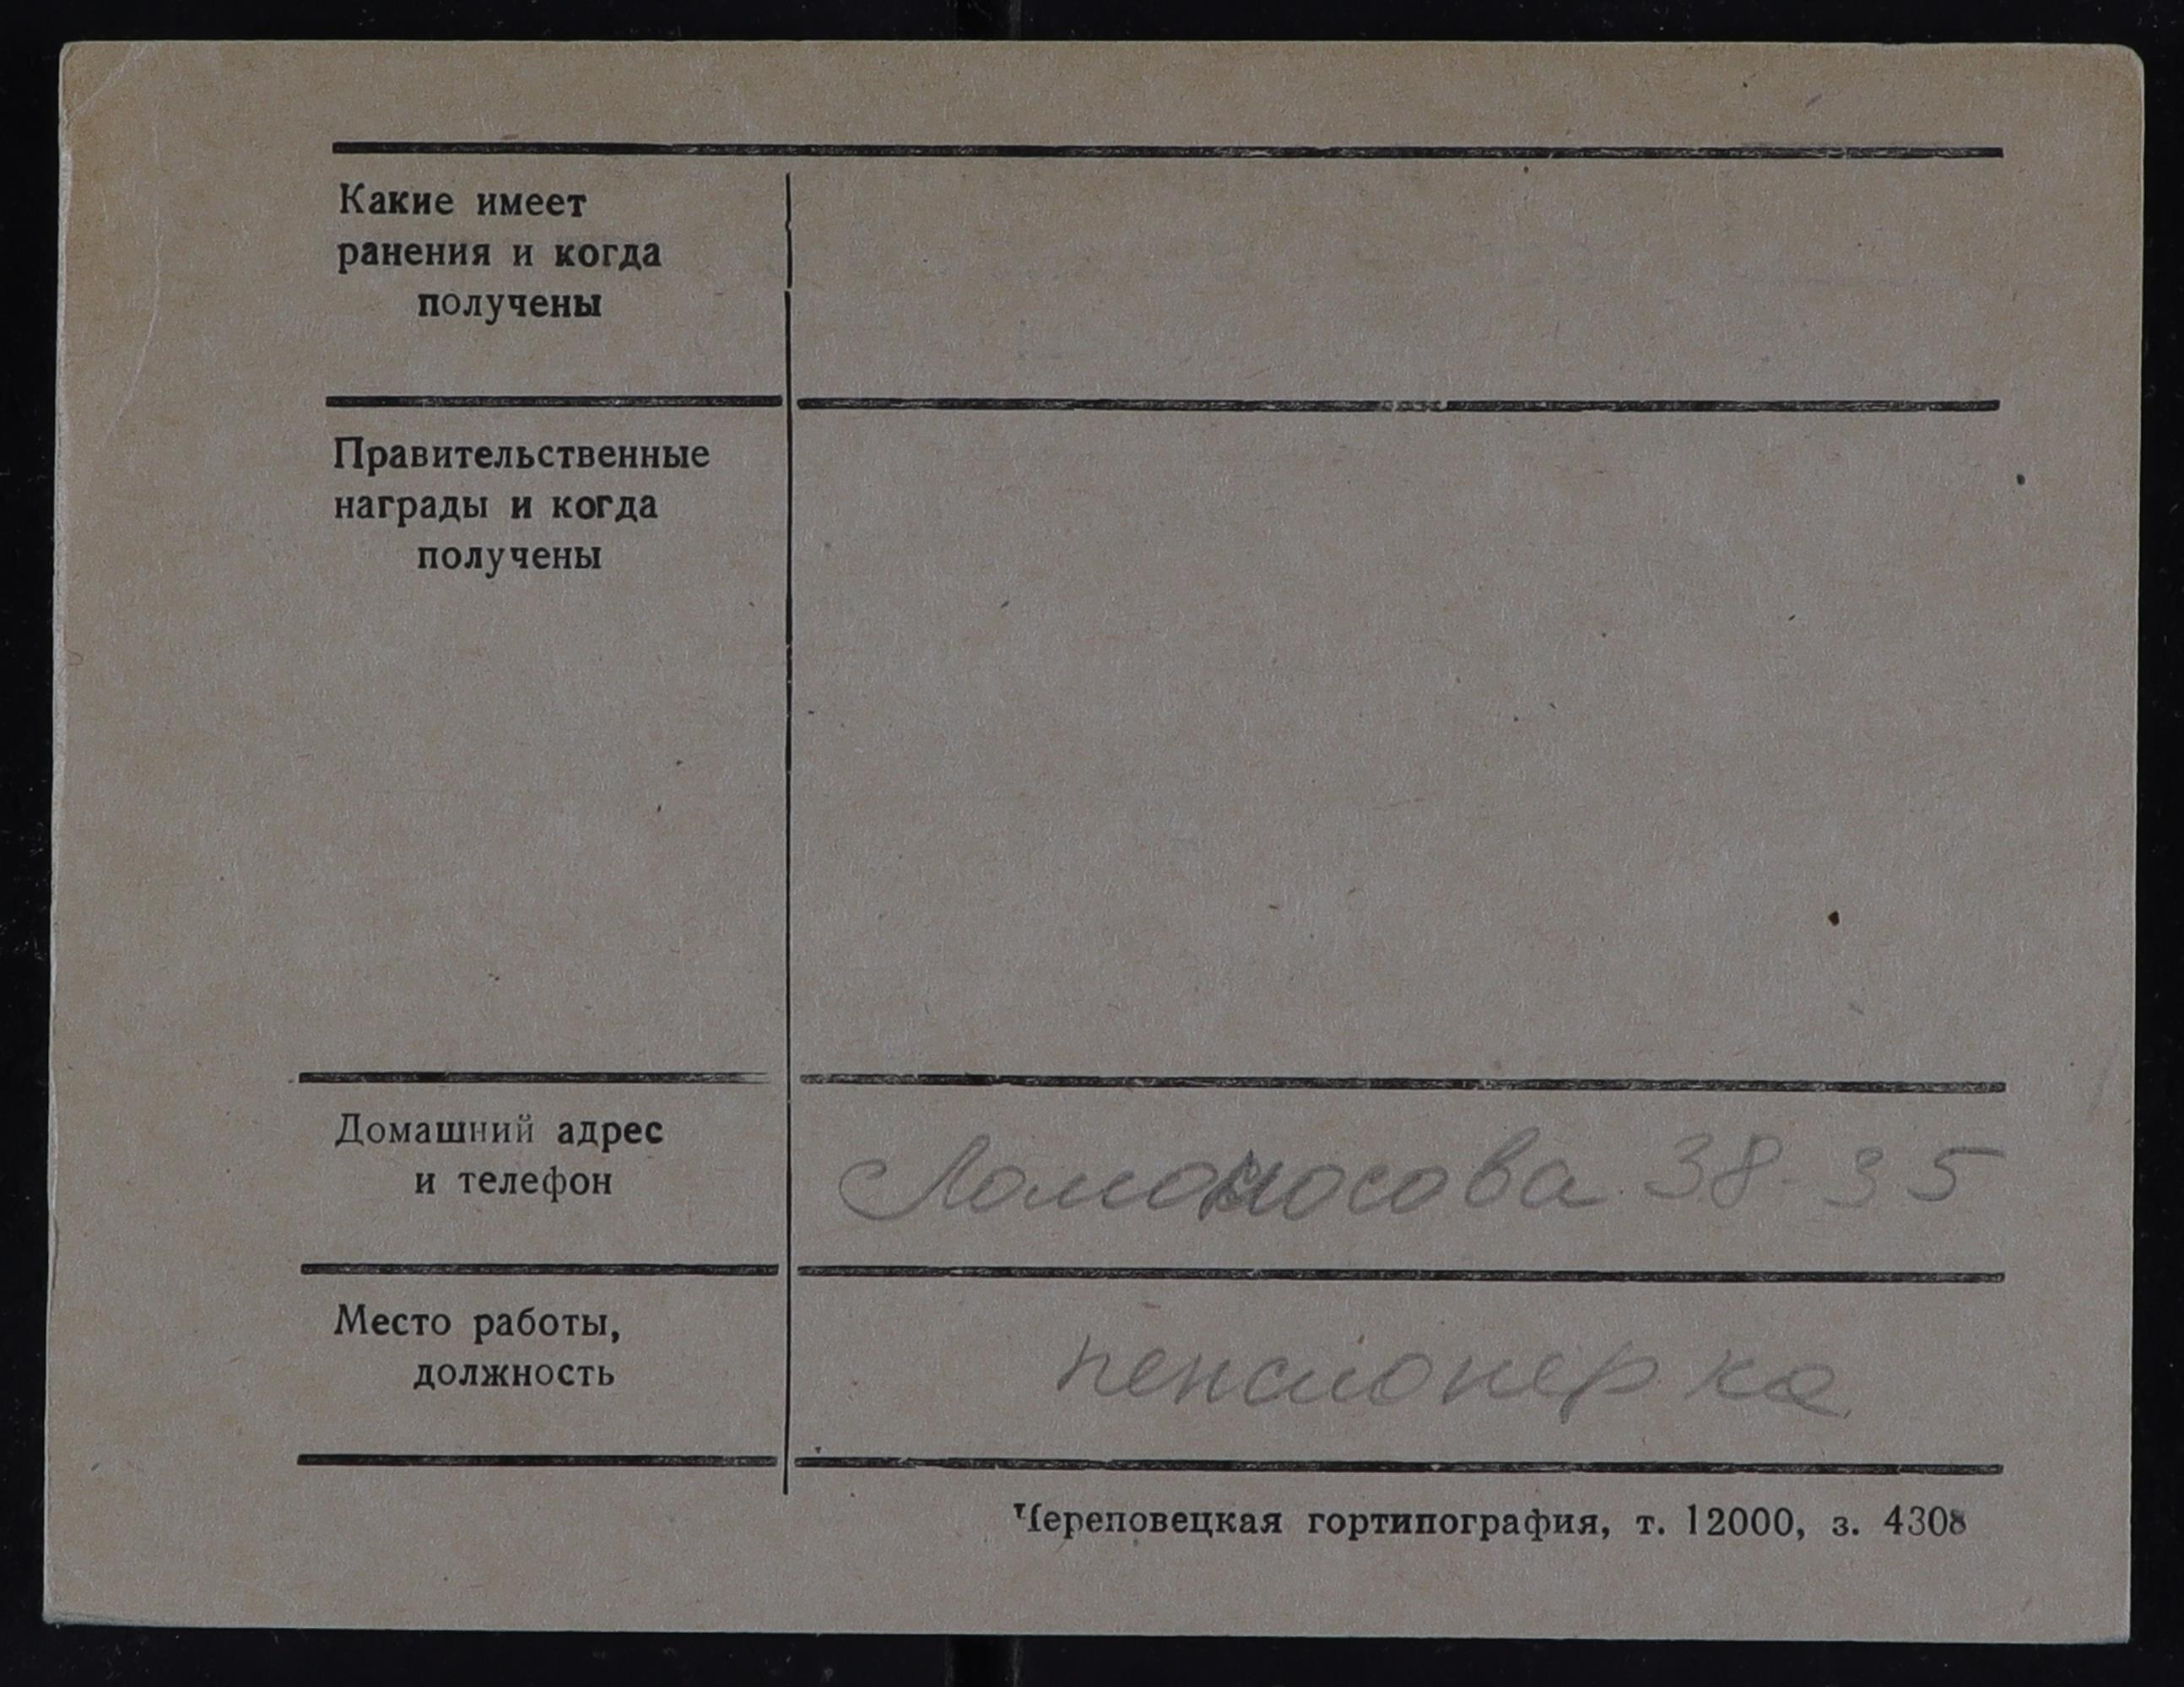 Какие имеет
ранения и когда
получены
Правительственные
награды и когда
получены
Домашний адрес
и телефон
Ломоносова 38-35
Место работы,
должность
пенсионерка
Череповецкая гортипография, т. 12000, з. 4308